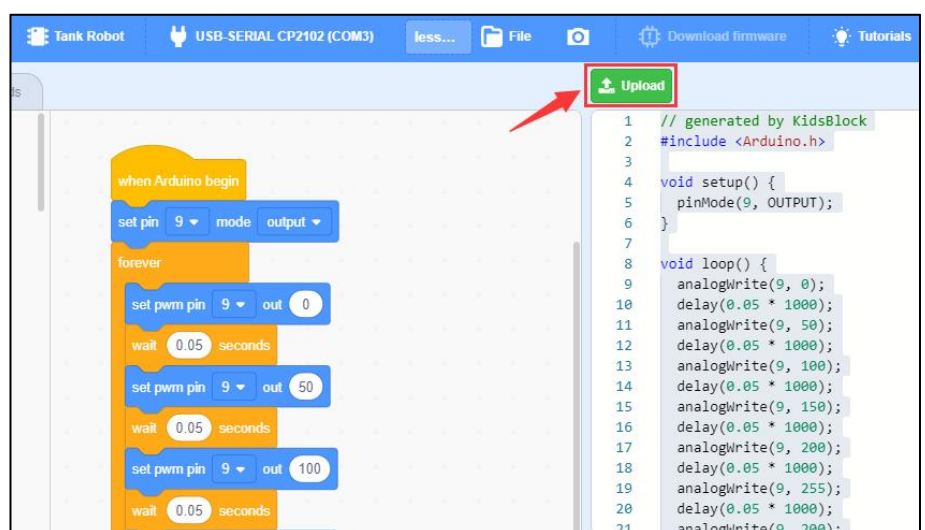 Tank Robot USB-SERIAL CP2102 (COM3) less... File Download firmware Tutorials
Upload
when Arduino begin
set pin 9 mode output
forever
set pwm pin 9 out 0
wait 0.05 seconds
set pwm pin 9 out 50
wait 0.05 seconds
set pwm pin 9 out 100
wait 0.05 seconds
1 // generated by KidsBlock
2 #include <Arduino.h>
3
4 void setup() {
5 pinMode(9, OUTPUT);
6 }
7
8 void loop() {
9 analogWrite(9, 0);
10 delay(0.05 * 1000);
11 analogWrite(9, 50);
12 delay(0.05 * 1000);
13 analogWrite(9, 100);
14 delay(0.05 * 1000);
15 analogWrite(9, 150);
16 delay(0.05 * 1000);
17 analogWrite(9, 200);
18 delay(0.05 * 1000);
19 analogWrite(9, 255);
20 delay(0.05 * 1000);
21 analogWrite(9, 200);